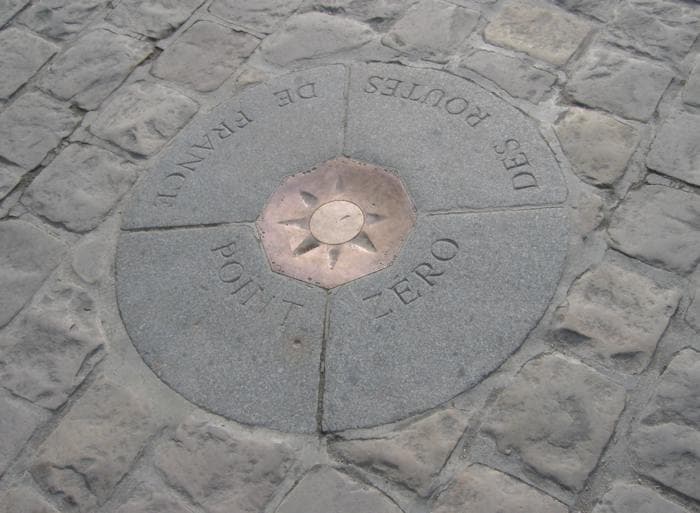 POINT ZÉRO
DES ROUTES DE FRANCE